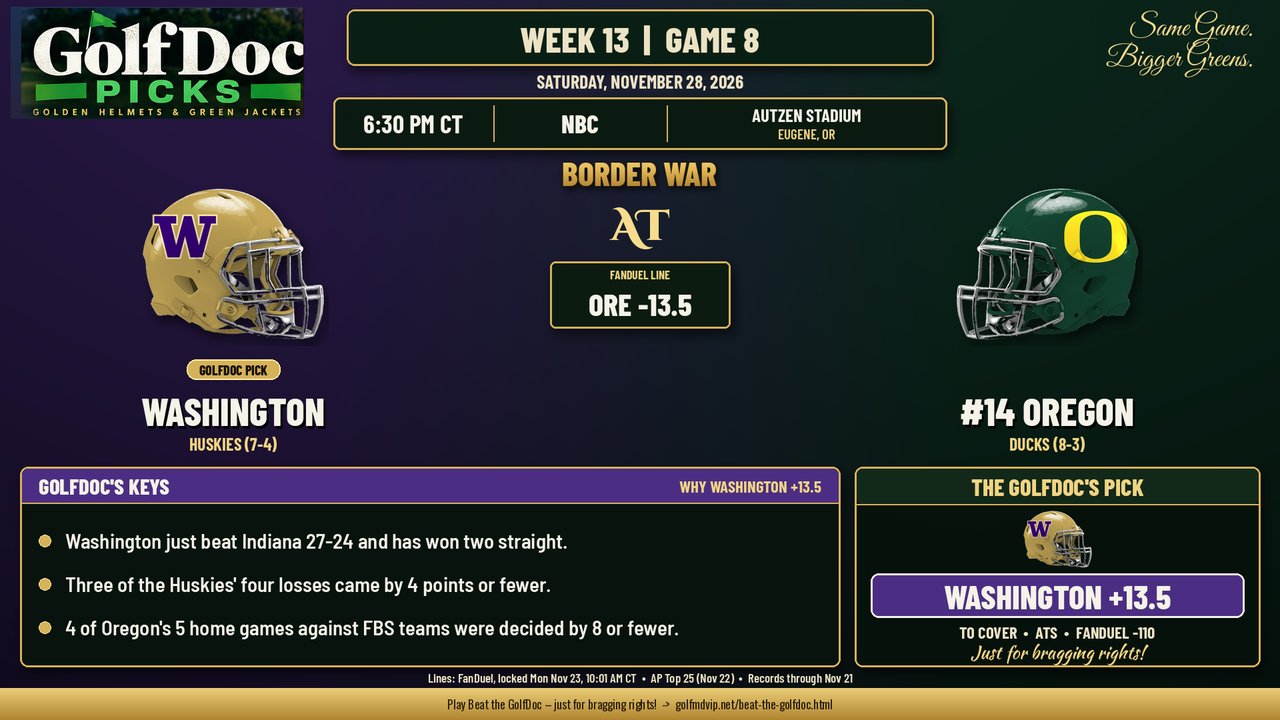 GolfDoc
PICKS
GOLDEN HELMETS & GREEN JACKETS
WEEK 13 | GAME 8
SATURDAY, NOVEMBER 28, 2026
6:30 PM CT
NBC
AUTZEN STADIUM
EUGENE, OR
Same Game.
Bigger Greens.
BORDER WAR
AT
FANDUEL LINE
ORE -13.5
W
O
GOLFDOC PICK
WASHINGTON
HUSKIES (7-4)
#14 OREGON
DUCKS (8-3)
GOLFDOC'S KEYS
WHY WASHINGTON +13.5
Washington just beat Indiana 27-24 and has won two straight.
Three of the Huskies' four losses came by 4 points or fewer.
4 of Oregon's 5 home games against FBS teams were decided by 8 or fewer.
THE GOLFDOC'S PICK
W
WASHINGTON +13.5
TO COVER • ATS • FANDUEL -110
Just for bragging rights!
Lines: FanDuel, locked Mon Nov 23, 10:01 AM CT • AP Top 25 (Nov 22) • Records through Nov 21
Play Beat the GolfDoc – just for bragging rights! -> golfmdvip.net/beat-the-golfdoc.html